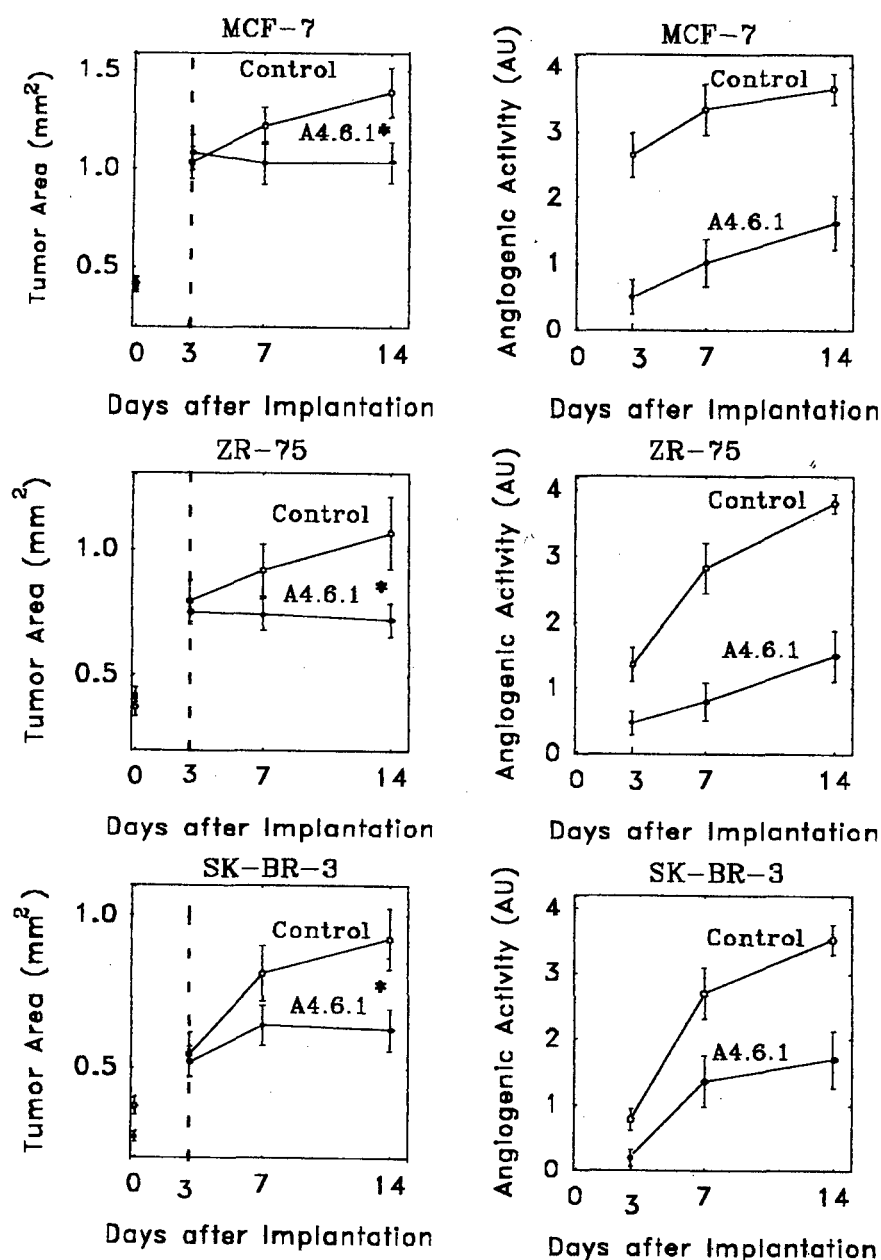 MCF-7
Tumor Area (mm2)
1.5
1.0
0.5
Control
A4.6.1*
0 3 7 14
Days after Implantation
MCF-7
Angiogenic Activity (AU)
4
3
2
1
0
Control
A4.6.1
0 3 7 14
Days after Implantation
ZR-75
Tumor Area (mm2)
1.0
0.5
Control
A4.6.1 *
0 3 7 14
Days after Implantation
ZR-75
Angiogenic Activity (AU)
4
3
2
1
0
Control
A4.6.1
0 3 7 14
Days after Implantation
SK-BR-3
Tumor Area (mm2)
1.0
0.5
Control
*
A4.6.1
0 3 7 14
Days after Implantation
SK-BR-3
Angiogenic Activity (AU)
4
3
2
1
0
Control
A4.6.1
0 3 7 14
Days after Implantation